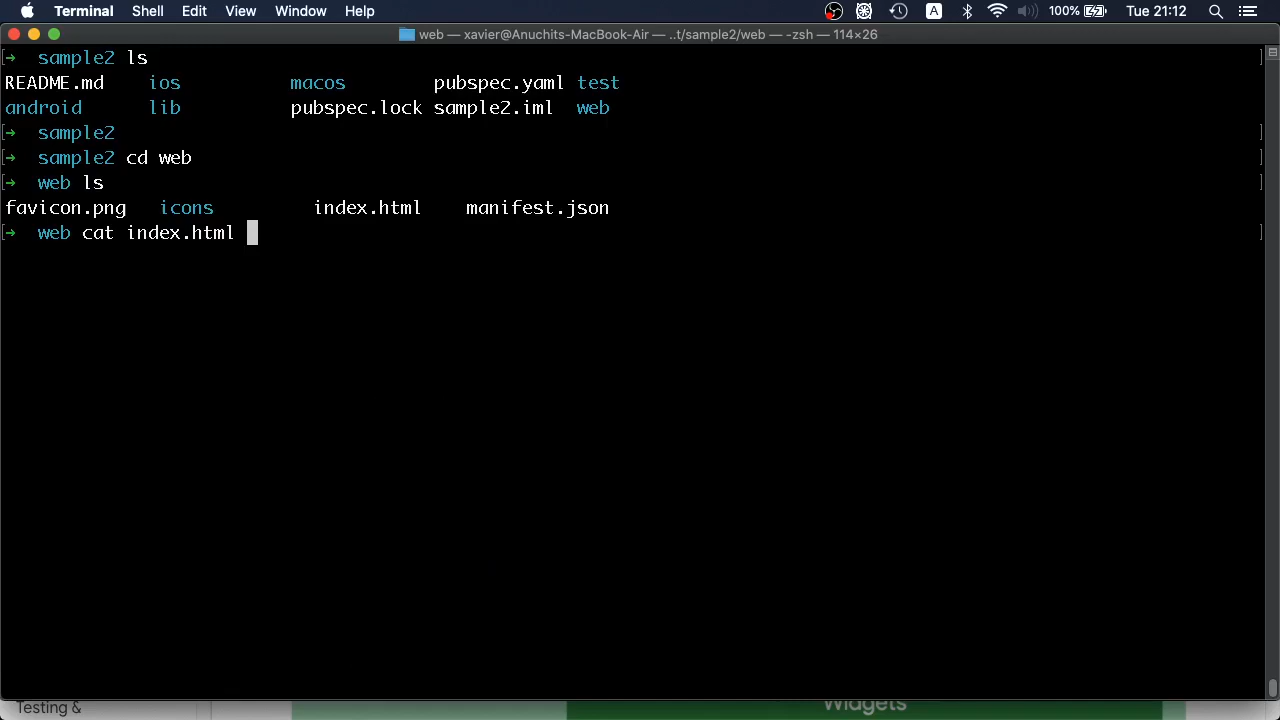 Terminal Shell Edit View Window Help A 100% Tue 21:12
web — xavier@Anuchits-MacBook-Air — ..t/sample2/web — -zsh — 114×26
[→ sample2 ls ]
README.md ios macos pubspec.yaml test
android lib pubspec.lock sample2.iml web
[→ sample2 ]
[→ sample2 cd web ]
[→ web ls ]
favicon.png icons index.html manifest.json
[→ web cat index.html ]
Testing & Widgets